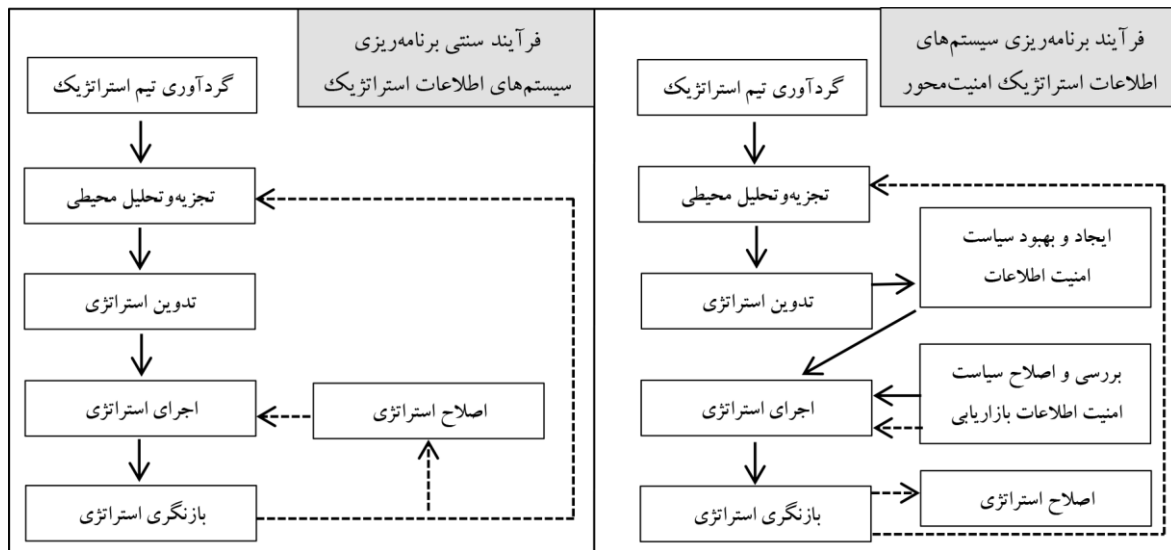 فرآیند برنامه‌ریزی سیستم‌های
اطلاعات استراتژیک امنیت‌محور
گردآوری تیم استراتژیک
تجزیه‌وتحلیل محیطی
تدوین استراتژی
ایجاد و بهبود سیاست
امنیت اطلاعات
اجرای استراتژی
بررسی و اصلاح سیاست
امنیت اطلاعات بازاریابی
بازنگری استراتژی
اصلاح استراتژی
فرآیند سنتی برنامه‌ریزی
سیستم‌های اطلاعات استراتژیک
گردآوری تیم استراتژیک
تجزیه‌وتحلیل محیطی
تدوین استراتژی
اجرای استراتژی
اصلاح استراتژی
بازنگری استراتژی